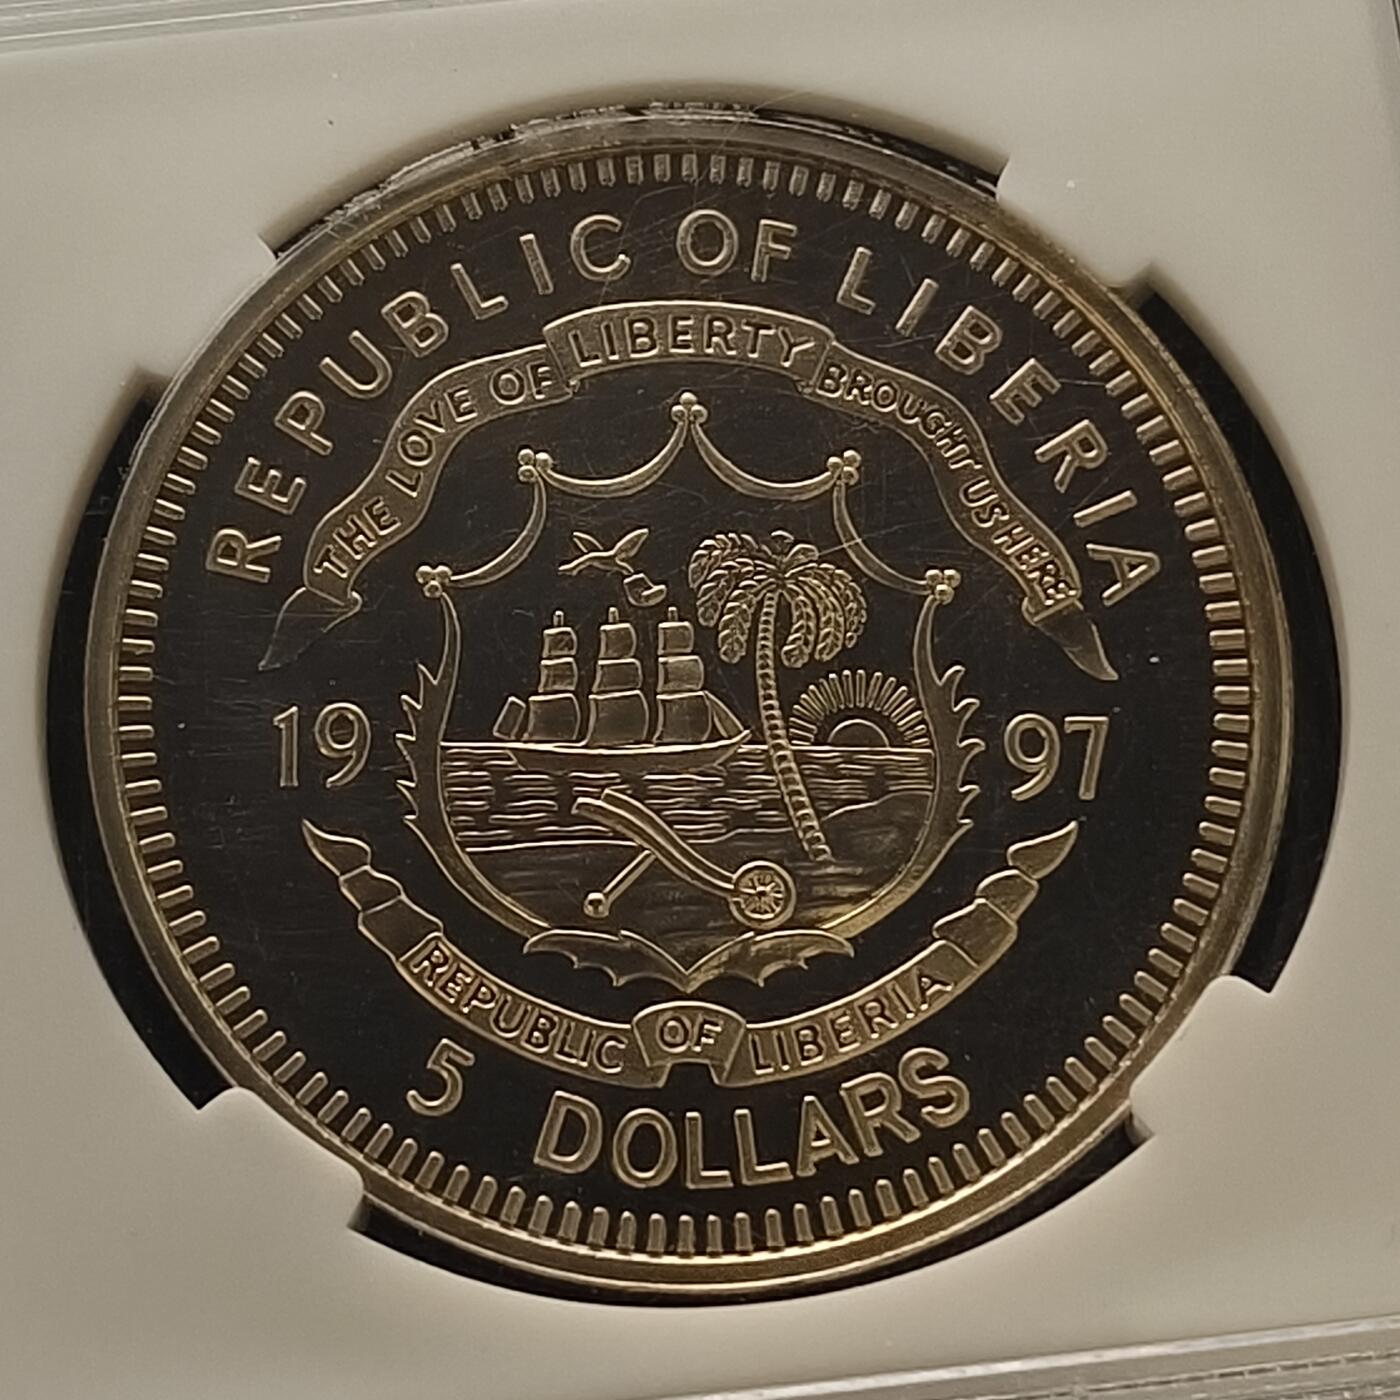 REPUBLIC OF LIBERIA
THE LOVE OF LIBERTY BROUGHT US HERE
19 97
REPUBLIC OF LIBERIA
5 DOLLARS